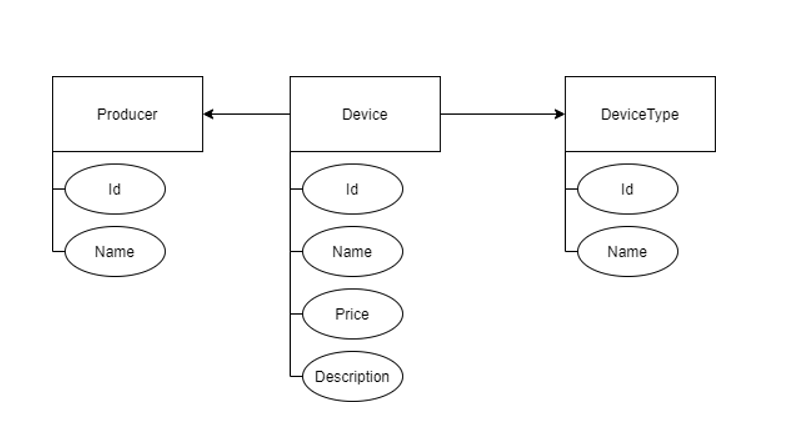 Producer
Id
Name
Device
Id
Name
Price
Description
DeviceType
Id
Name